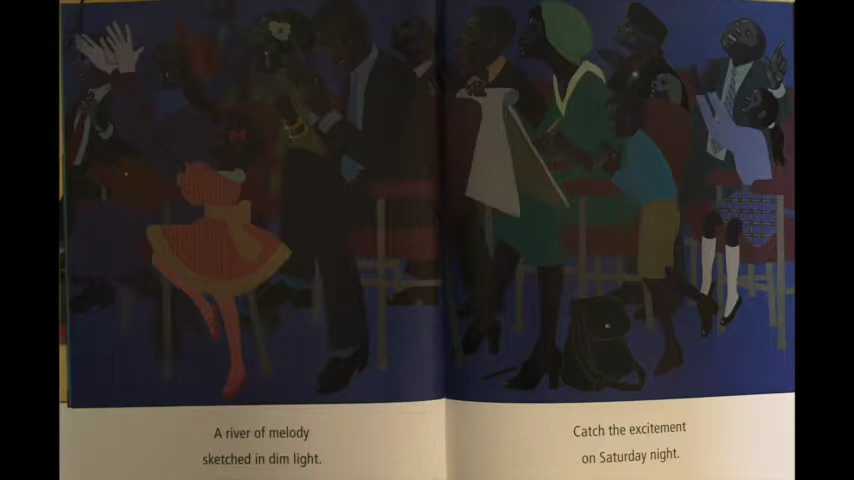 A river of melody
sketched in dim light.
Catch the excitement
on Saturday night.